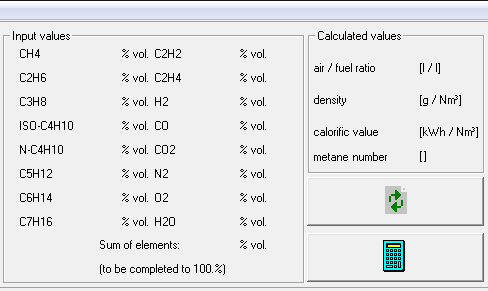 Input values
CH4 % vol. C2H2 % vol.
C2H6 % vol. C2H4 % vol.
C3H8 % vol. H2 % vol.
ISO-C4H10 % vol. CO % vol.
N-C4H10 % vol. CO2 % vol.
C5H12 % vol. N2 % vol.
C6H14 % vol. O2 % vol.
C7H16 % vol. H2O % vol.
Sum of elements: % vol.
(to be completed to 100.%)
Calculated values
air / fuel ratio [l / l]
density [g / Nm³]
calorific value [kWh / Nm³]
metane number []